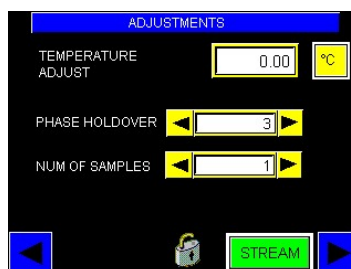 ADJUSTMENTS
TEMPERATURE
ADJUST
0.00 °C
PHASE HOLDOVER 3
NUM OF SAMPLES 1
STREAM